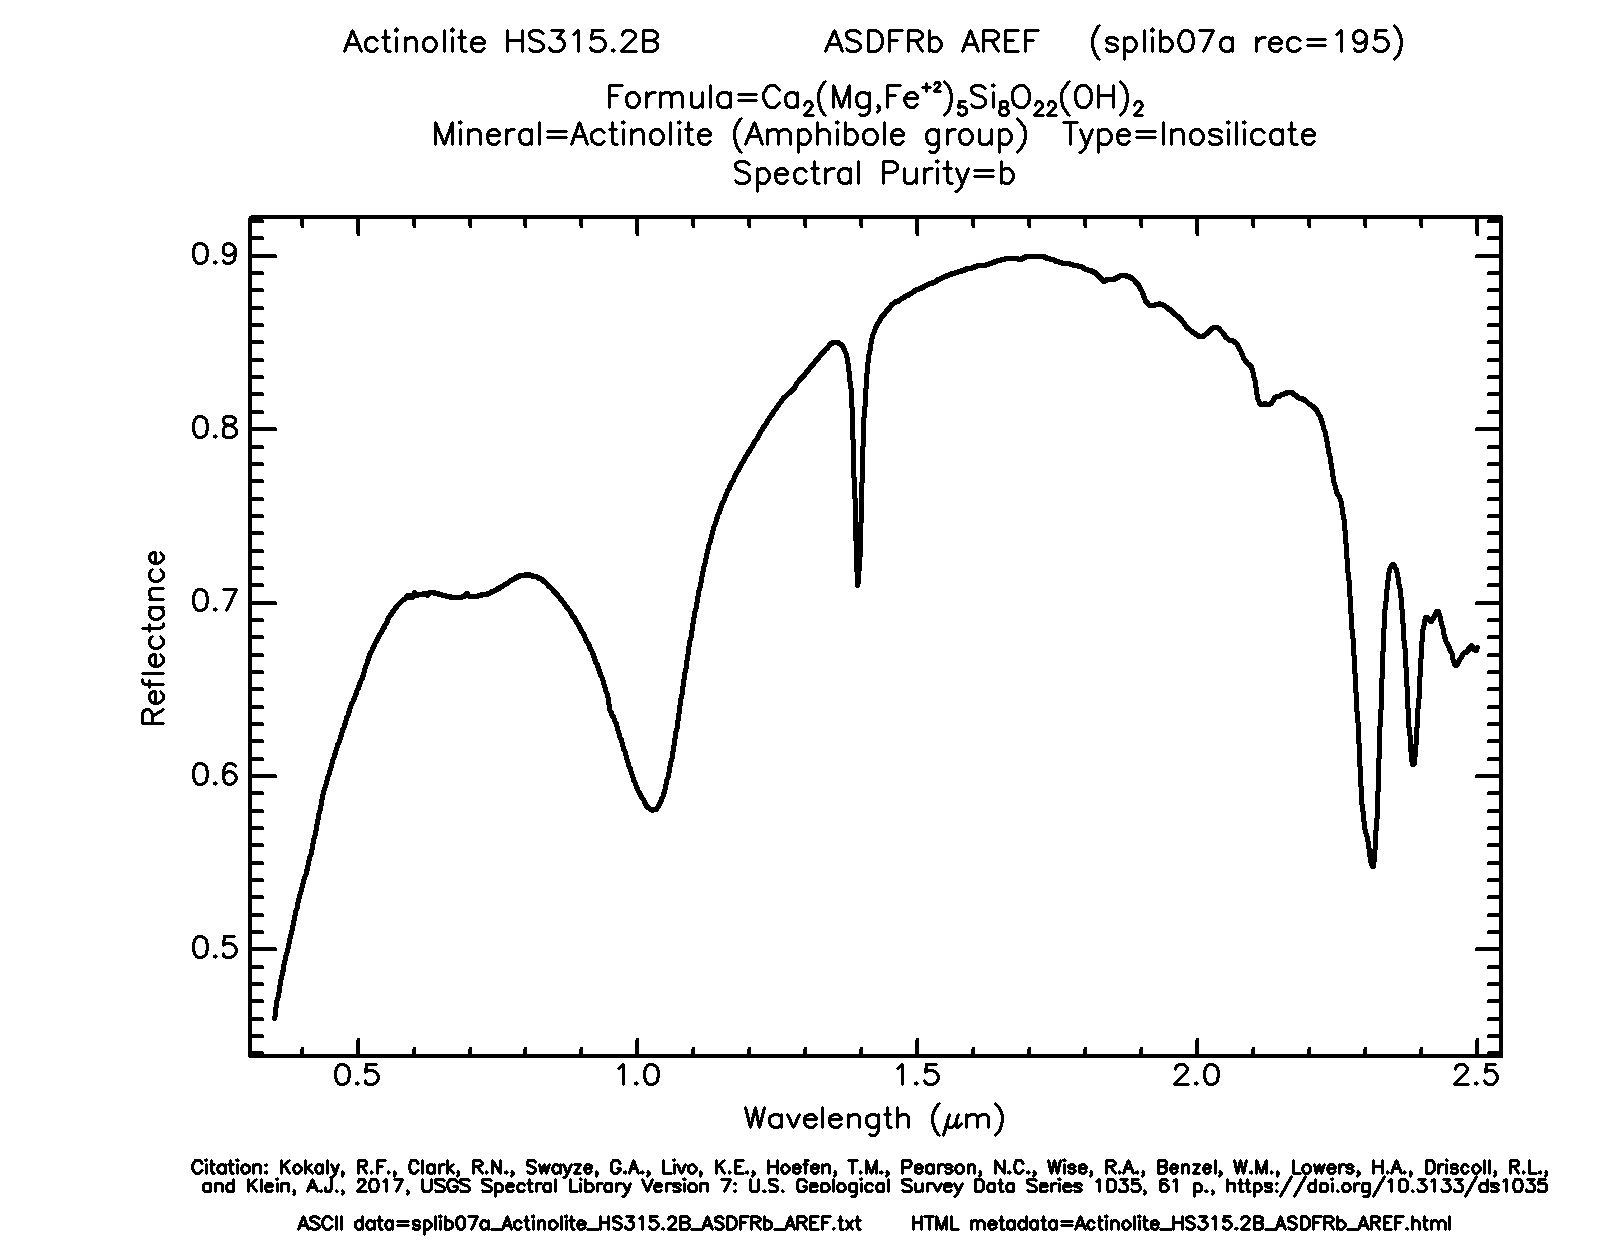 Actinolite HS315.2B ASDFRb AREF (splib07a rec=195)
Formula=Ca₂(Mg,Fe⁺²)₅Si₈O₂₂(OH)₂
Mineral=Actinolite (Amphibole group) Type=Inosilicate
Spectral Purity=b
0.9
0.8
0.7
0.6
0.5
Reflectance
0.5 1.0 1.5 2.0 2.5
Wavelength (μm)
Citation: Kokaly, R.F., Clark, R.N., Swayze, G.A., Livo, K.E., Hoefen, T.M., Pearson, N.C., Wise, R.A., Benzel, W.M., Lowers, H.A., Driscoll, R.L.,
and Klein, A.J., 2017, USGS Spectral Library Version 7: U.S. Geological Survey Data Series 1035, 61 p., https://doi.org/10.3133/ds1035
ASCII data=splib07a_Actinolite_HS315.2B_ASDFRb_AREF.txt HTML metadata=Actinolite_HS315.2B_ASDFRb_AREF.html